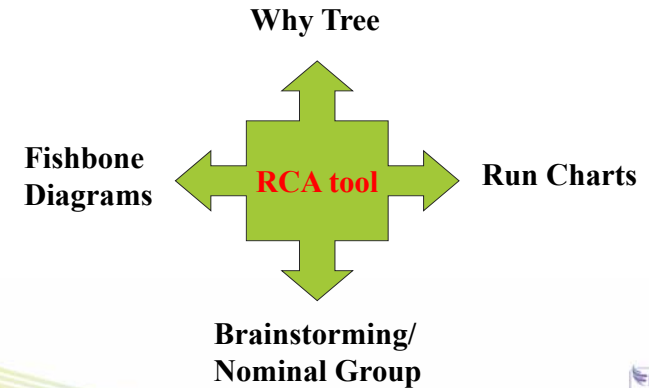 Why Tree
Fishbone
Diagrams
RCA tool
Run Charts
Brainstorming/
Nominal Group